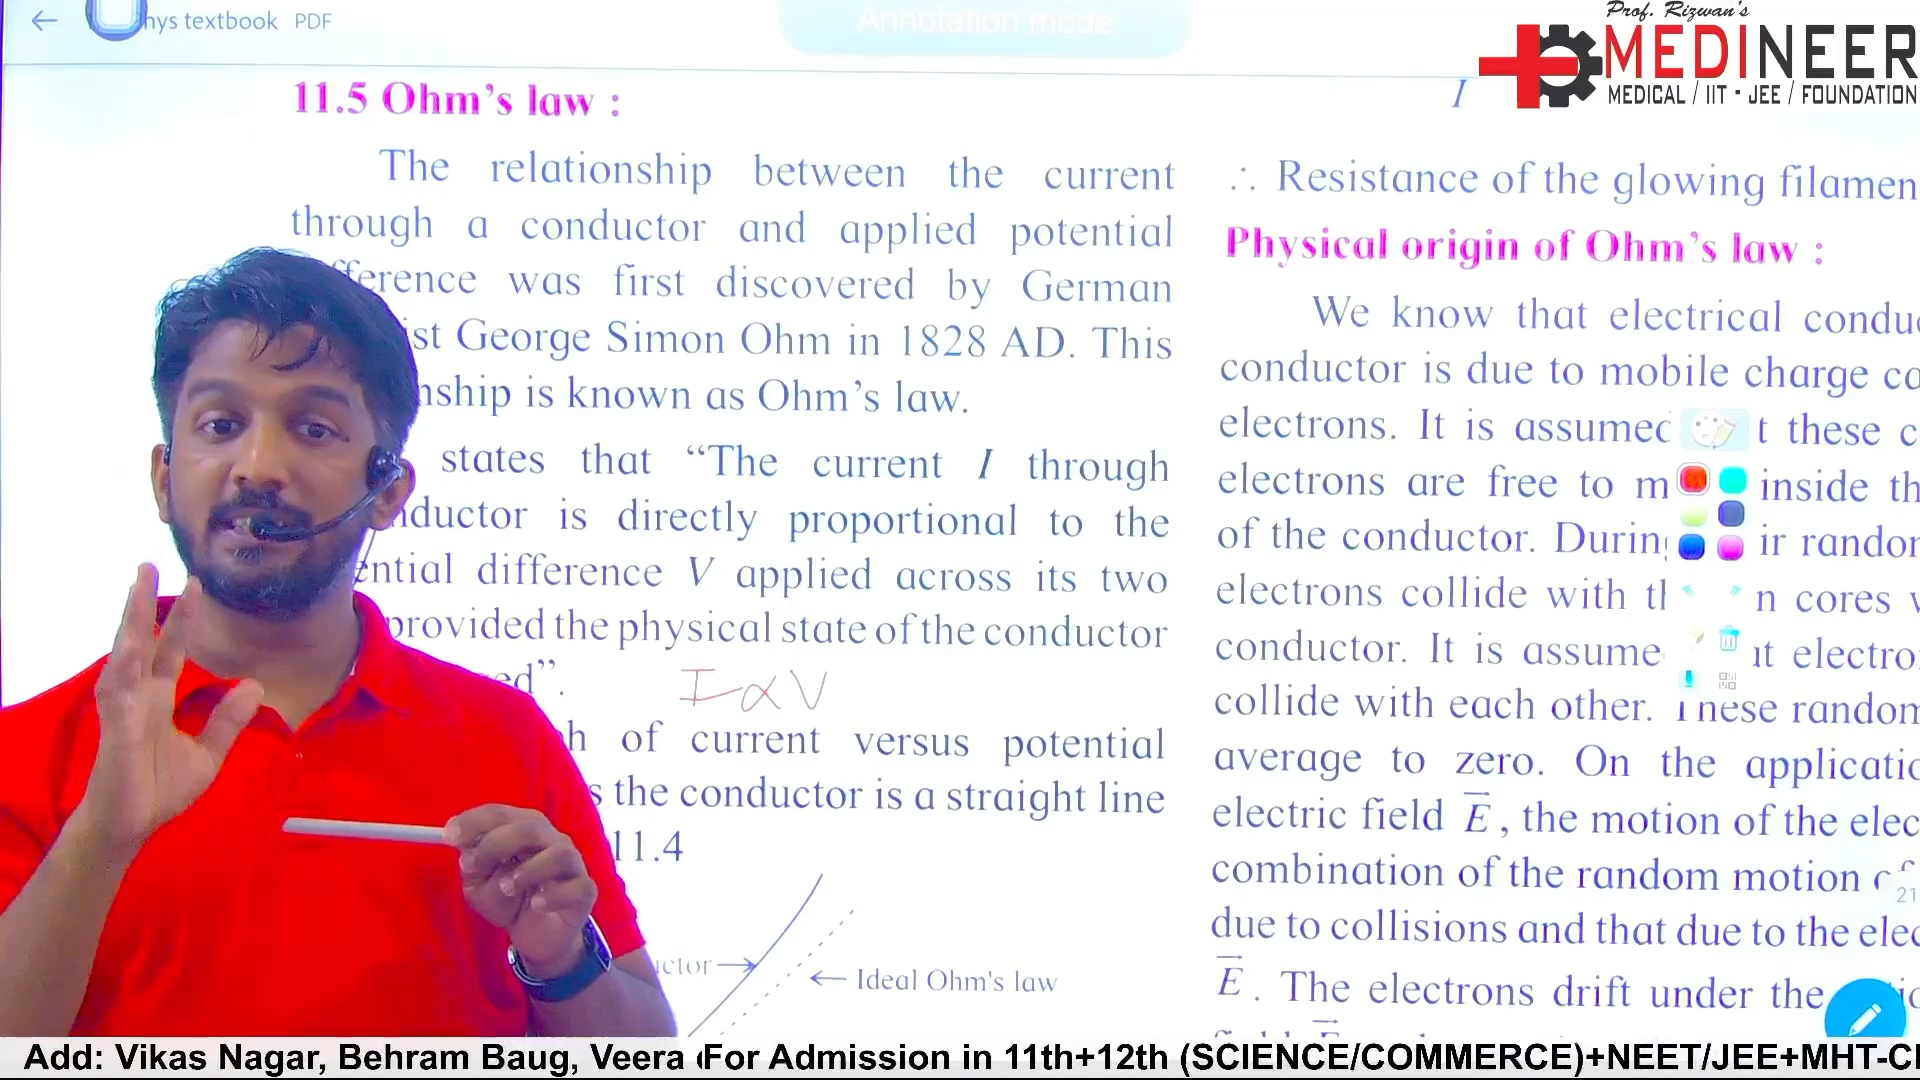 hys textbook PDF
Annotation mode
Prof. Rizwan's
MEDINEER
MEDICAL / IIT - JEE / FOUNDATION
11.5 Ohm's law :
The relationship between the current
through a conductor and applied potential
ference was first discovered by German
ist George Simon Ohm in 1828 AD. This
nship is known as Ohm's law.
states that “The current I through
nductor is directly proportional to the
ential difference V applied across its two
provided the physical state of the conductor
ed”.
I α V
h of current versus potential
s the conductor is a straight line
11.4
ctor
Ideal Ohm's law
I
∴ Resistance of the glowing filamen
Physical origin of Ohm's law :
We know that electrical condu
conductor is due to mobile charge ca
electrons. It is assumed t these c
electrons are free to m inside th
of the conductor. During ir random
electrons collide with th n cores w
conductor. It is assume at electro
collide with each other. These random
average to zero. On the applicatio
electric field E⃗, the motion of the elec
combination of the random motion of
21
due to collisions and that due to the elec
E⃗. The electrons drift under the
Add: Vikas Nagar, Behram Baug, Veera
For Admission in 11th+12th (SCIENCE/COMMERCE)+NEET/JEE+MHT-C